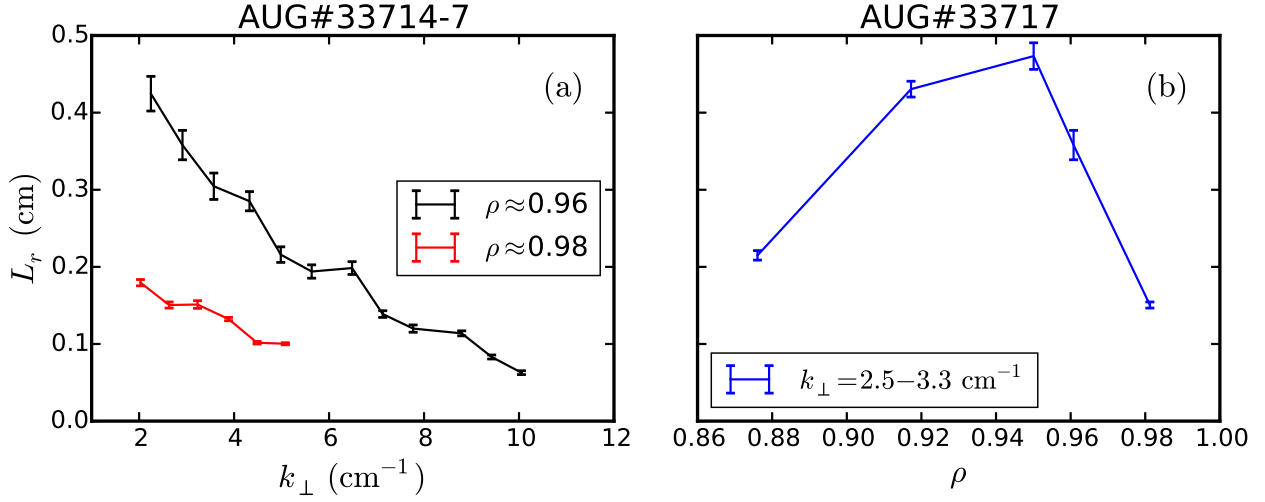 AUG#33714-7
AUG#33717
0.5
0.4
0.3
0.2
0.1
0.0
L_r (cm)
(a)
ρ≈0.96
ρ≈0.98
2 4 6 8 10 12
k_⊥ (cm⁻¹)
(b)
k_⊥=2.5−3.3 cm⁻¹
0.86 0.88 0.90 0.92 0.94 0.96 0.98 1.00
ρ